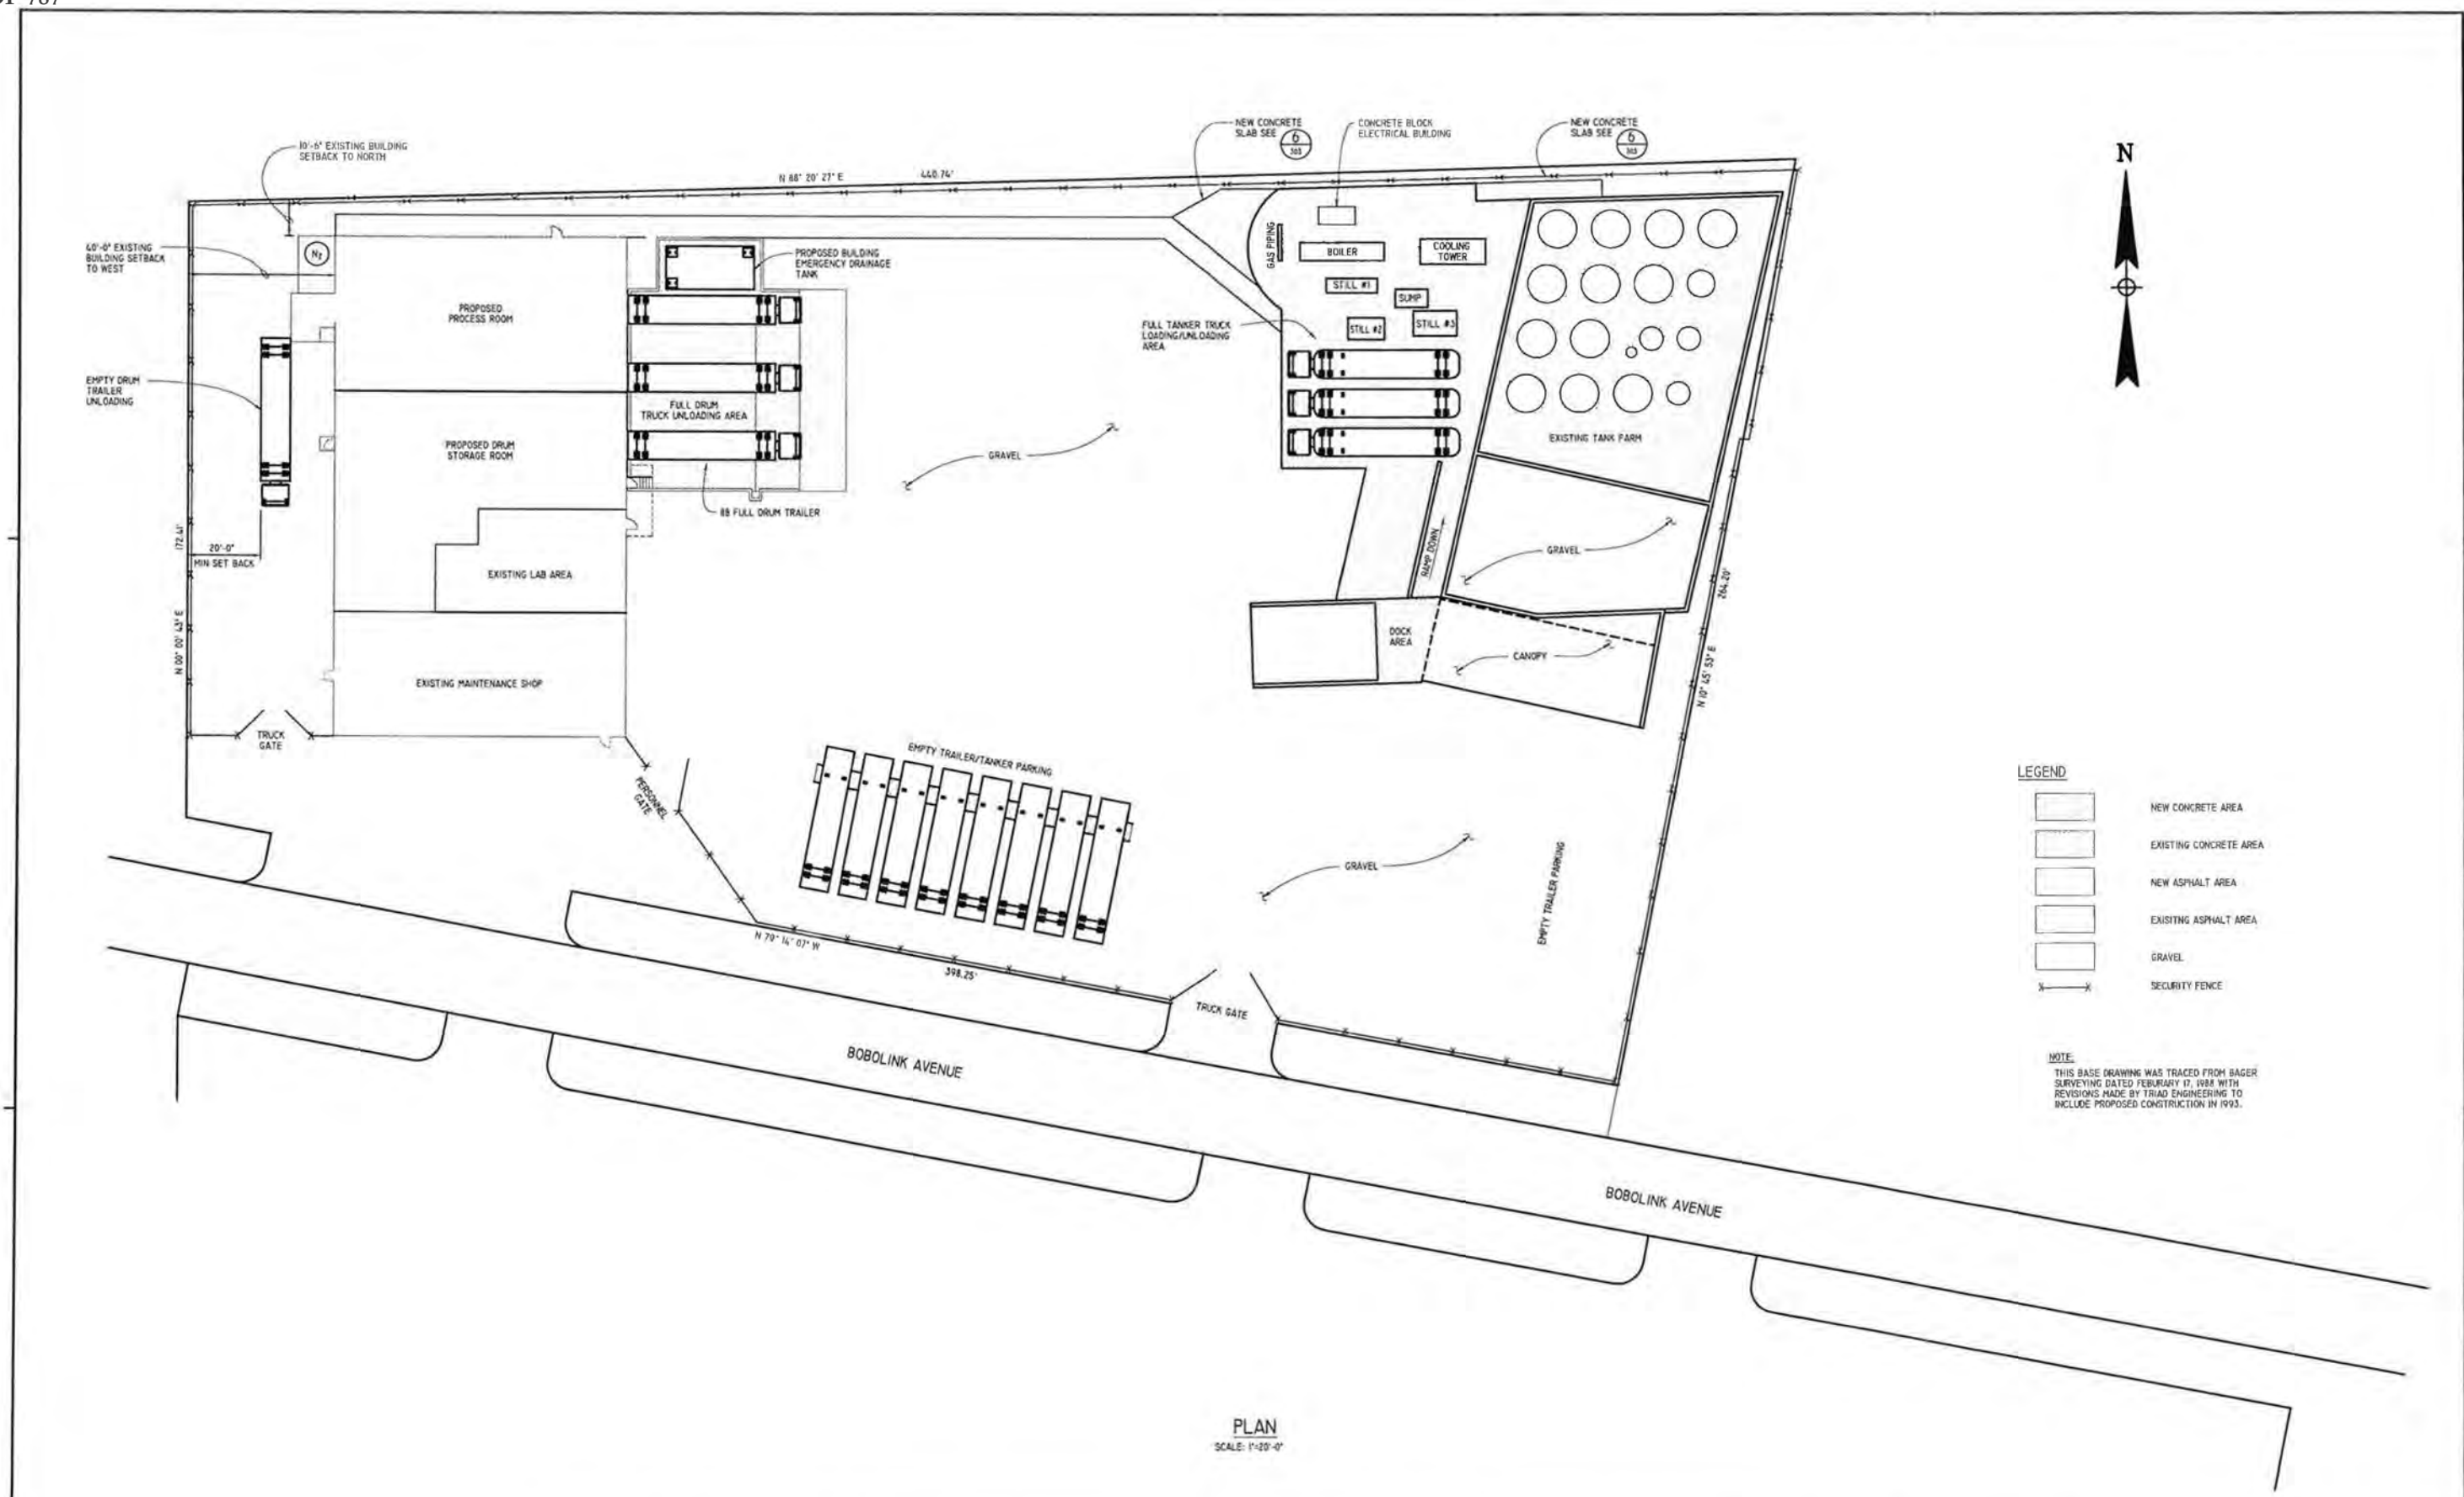 10'-6" EXISTING BUILDING
SETBACK TO NORTH
N 88° 20' 27" E
440.74'
NEW CONCRETE
SLAB SEE
6
303
CONCRETE BLOCK
ELECTRICAL BUILDING
NEW CONCRETE
SLAB SEE
6
303
N
40'-0" EXISTING
BUILDING SETBACK
TO WEST
N2
PROPOSED BUILDING
EMERGENCY DRAINAGE
TANK
GAS PIPING
BOILER
COOLING
TOWER
STILL #1
SUMP
STILL #2
STILL #3
PROPOSED
PROCESS ROOM
FULL TANKER TRUCK
LOADING/UNLOADING
AREA
EMPTY DRUM
TRAILER
UNLOADING
FULL DRUM
TRUCK UNLOADING AREA
PROPOSED DRUM
STORAGE ROOM
GRAVEL
EXISTING TANK FARM
88 FULL DRUM TRAILER
172.41'
20'-0"
MIN SET BACK
EXISTING LAB AREA
RAMP DOWN
GRAVEL
264.20'
N 00° 00' 43" E
DOCK
AREA
CANOPY
N 10° 45' 53" E
EXISTING MAINTENANCE SHOP
TRUCK
GATE
PERSONNEL
GATE
EMPTY TRAILER/TANKER PARKING
GRAVEL
EMPTY TRAILER PARKING
N 79° 14' 07" W
398.25'
TRUCK GATE
BOBOLINK AVENUE
BOBOLINK AVENUE
LEGEND
NEW CONCRETE AREA
EXISTING CONCRETE AREA
NEW ASPHALT AREA
EXISITNG ASPHALT AREA
GRAVEL
SECURITY FENCE
NOTE:
THIS BASE DRAWING WAS TRACED FROM BAGER
SURVEYING DATED FEBURARY 17, 1988 WITH
REVISIONS MADE BY TRIAD ENGINEERING TO
INCLUDE PROPOSED CONSTRUCTION IN 1993.
PLAN
SCALE: 1"=20'-0"